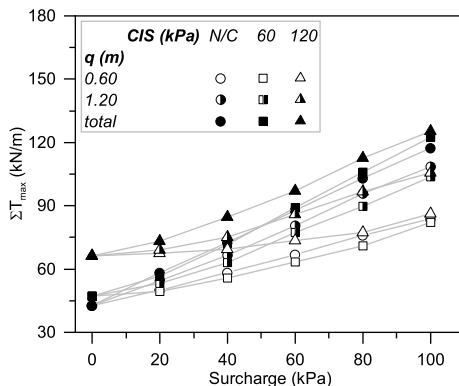 180
150
120
90
60
30
ΣTmax (kN/m)
CIS (kPa) N/C 60 120
q (m)
0.60
1.20
total
0 20 40 60 80 100
Surcharge (kPa)